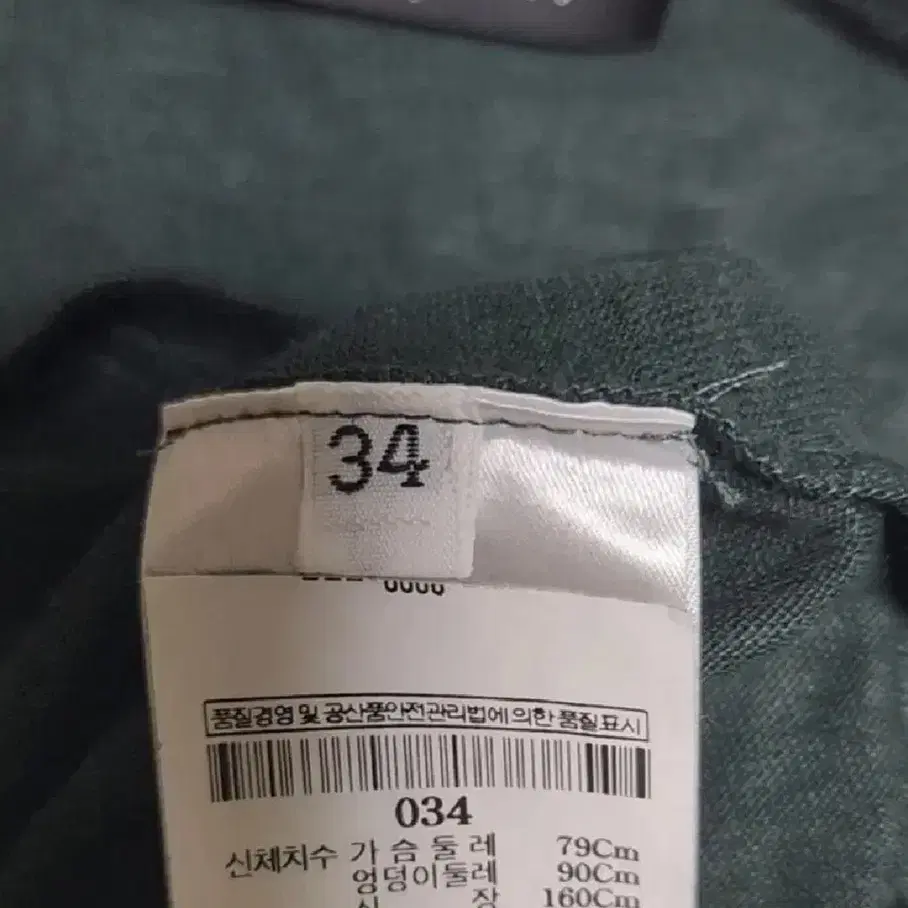 34
품질경영 및 공산품안전관리법에 의한 품질표시
034
신체치수 가 슴 둘 레 79Cm
엉덩이둘레 90Cm
신 장 160Cm